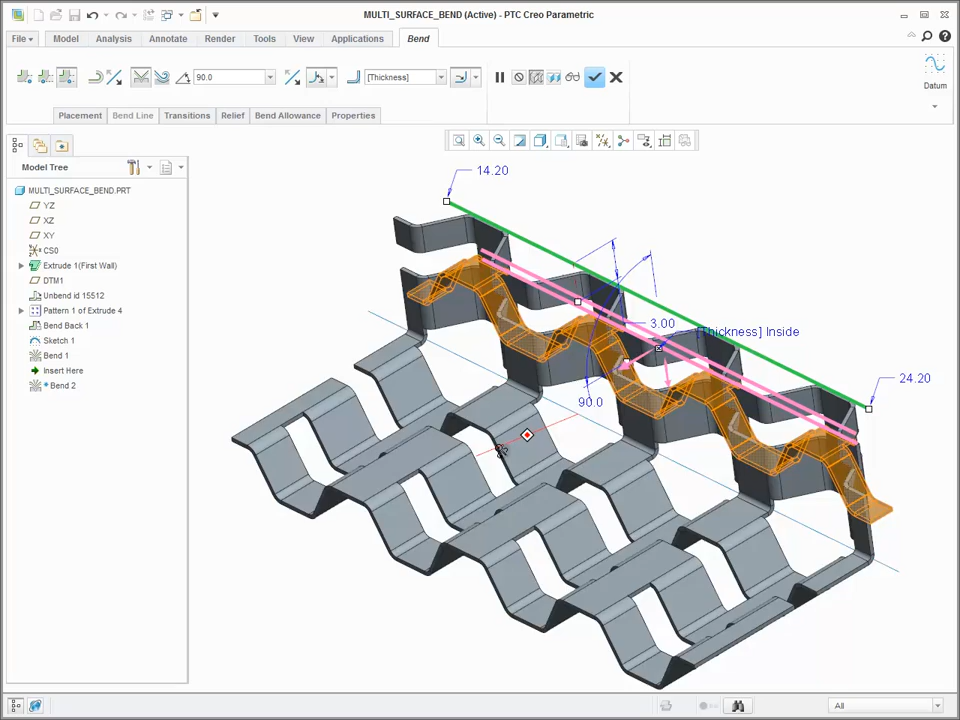 MULTI_SURFACE_BEND (Active) - PTC Creo Parametric
File Model Analysis Annotate Render Tools View Applications Bend
90.0 [Thickness] Datum
Placement Bend Line Transitions Relief Bend Allowance Properties
Model Tree
MULTI_SURFACE_BEND.PRT
YZ
XZ
XY
CS0
Extrude 1(First Wall)
DTM1
Unbend id 15512
Pattern 1 of Extrude 4
Bend Back 1
Sketch 1
Bend 1
Insert Here
Bend 2
14.20
3.00
[Thickness] Inside
90.0
24.20
All